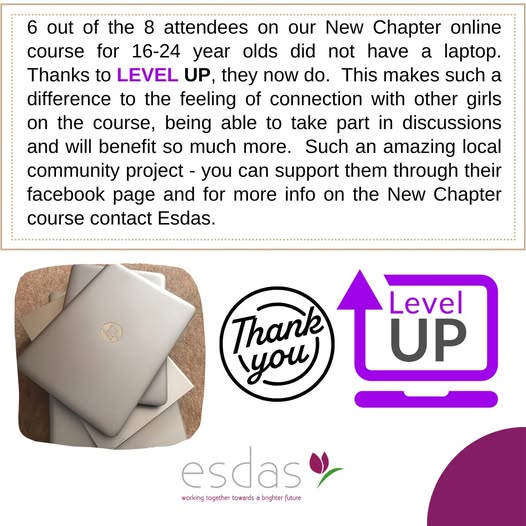 6 out of the 8 attendees on our New Chapter online
course for 16-24 year olds did not have a laptop.
Thanks to LEVEL UP, they now do.  This makes such a
difference to the feeling of connection with other girls
on the course, being able to take part in discussions
and will benefit so much more.  Such an amazing local
community project - you can support them through their
facebook page and for more info on the New Chapter
course contact Esdas.
Thank
you
Level
UP
esdas
working together towards a brighter future